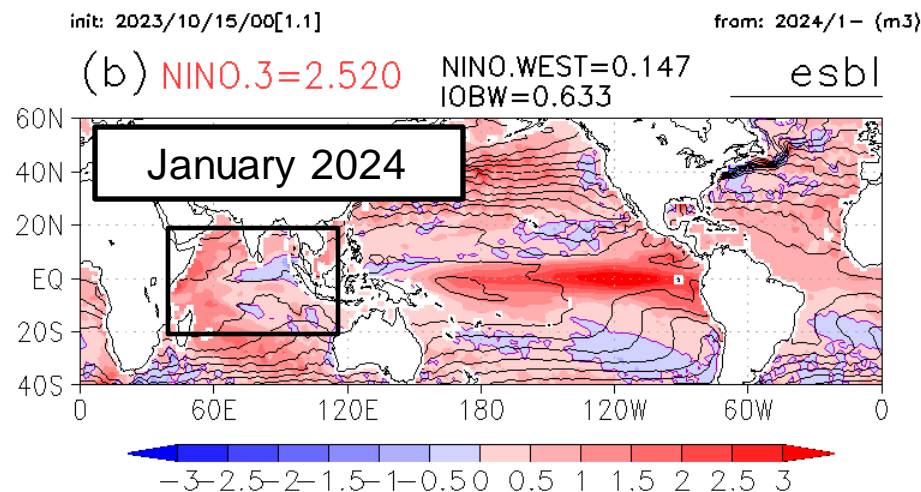 init: 2023/10/15/00[1.1] from: 2024/1- (m3)
(b) NINO.3=2.520 NINO.WEST=0.147 esbl
IOBW=0.633
60N
January 2024
40N
20N
EQ
20S
40S
0 60E 120E 180 120W 60W 0
-3 -2.5 -2 -1.5 -1 -0.5 0 0.5 1 1.5 2 2.5 3